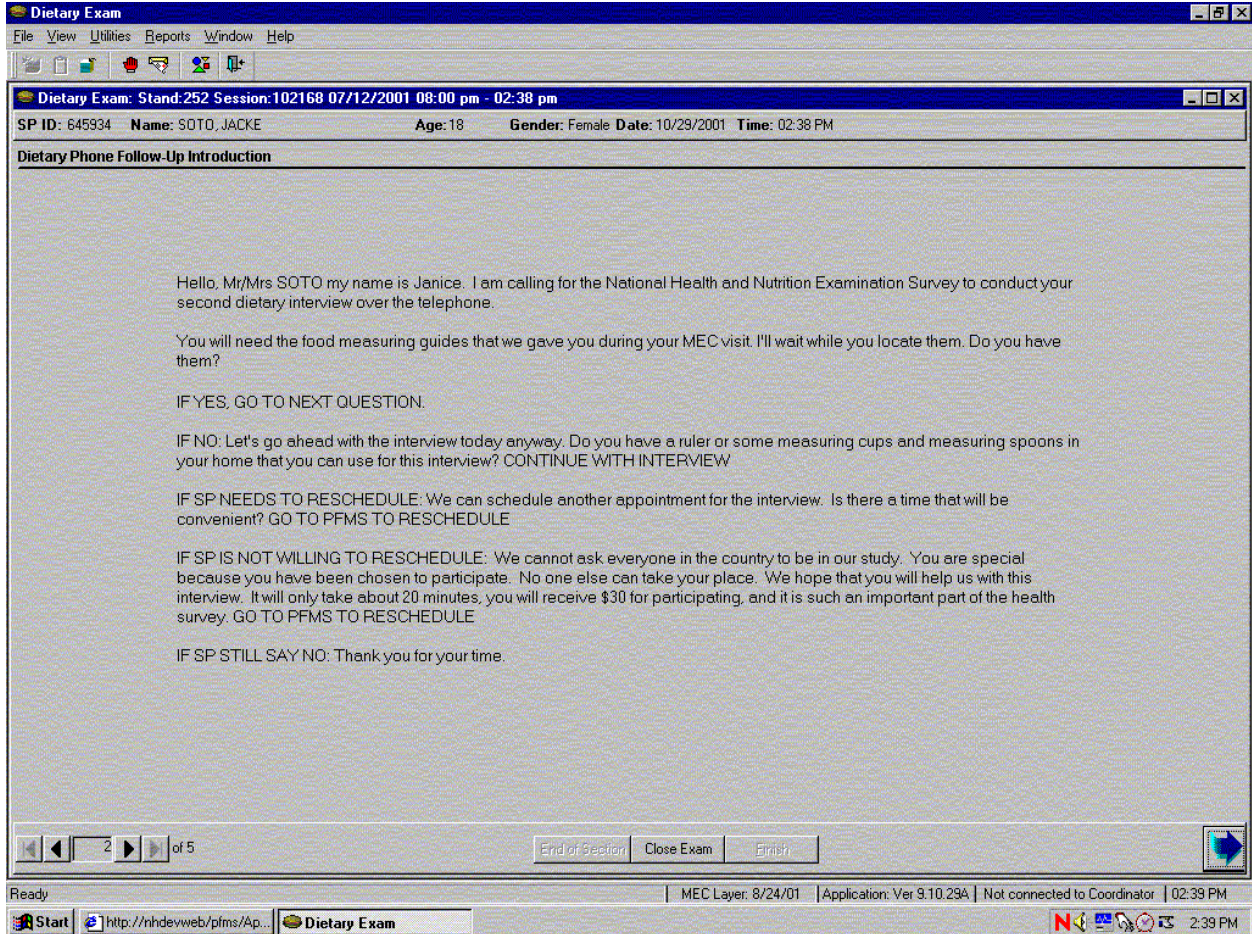 Dietary Exam
File View Utilities Reports Window Help
Dietary Exam: Stand:252 Session:102168 07/12/2001 08:00 pm - 02:38 pm
SP ID: 645934 Name: SOTO, JACKE Age: 18 Gender: Female Date: 10/29/2001 Time: 02:38 PM
Dietary Phone Follow-Up Introduction
Hello, Mr/Mrs SOTO my name is Janice. I am calling for the National Health and Nutrition Examination Survey to conduct your
second dietary interview over the telephone.
You will need the food measuring guides that we gave you during your MEC visit. I'll wait while you locate them. Do you have
them?
IF YES, GO TO NEXT QUESTION.
IF NO: Let's go ahead with the interview today anyway. Do you have a ruler or some measuring cups and measuring spoons in
your home that you can use for this interview? CONTINUE WITH INTERVIEW
IF SP NEEDS TO RESCHEDULE: We can schedule another appointment for the interview. Is there a time that will be
convenient? GO TO PFMS TO RESCHEDULE
IF SP IS NOT WILLING TO RESCHEDULE: We cannot ask everyone in the country to be in our study. You are special
because you have been chosen to participate. No one else can take your place. We hope that you will help us with this
interview. It will only take about 20 minutes, you will receive $30 for participating, and it is such an important part of the health
survey. GO TO PFMS TO RESCHEDULE
IF SP STILL SAY NO: Thank you for your time.
2 of 5 End of Section Close Exam Finish
Ready MEC Layer: 8/24/01 Application: Ver 9.10.29A Not connected to Coordinator 02:39 PM
Start http://nhdevweb/pfms/Ap... Dietary Exam N 2:39 PM